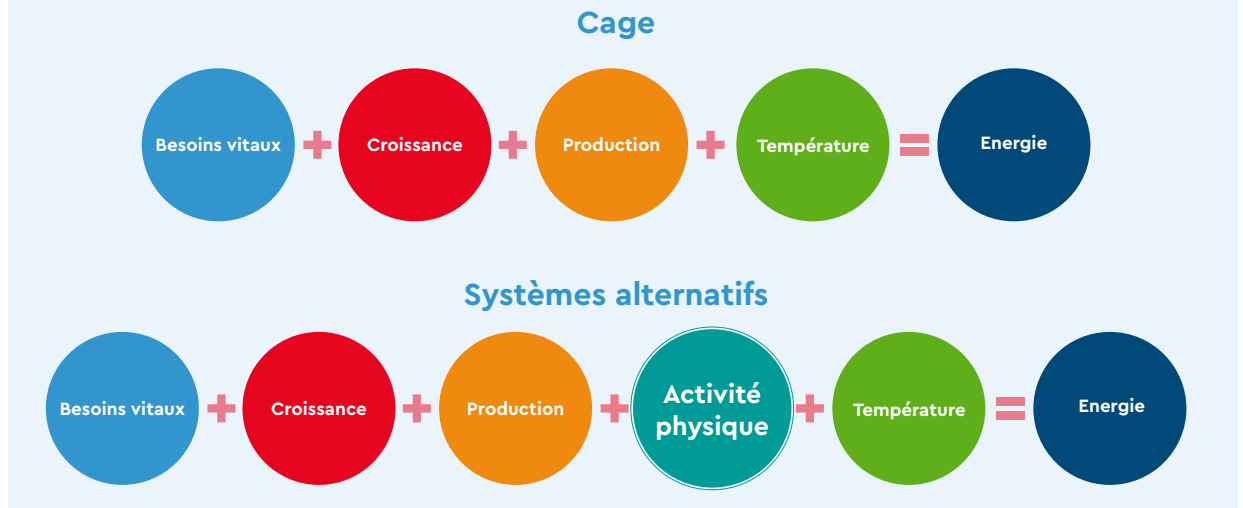 Cage
Besoins vitaux + Croissance + Production + Température = Energie
Systèmes alternatifs
Besoins vitaux + Croissance + Production + Activité physique + Température = Energie